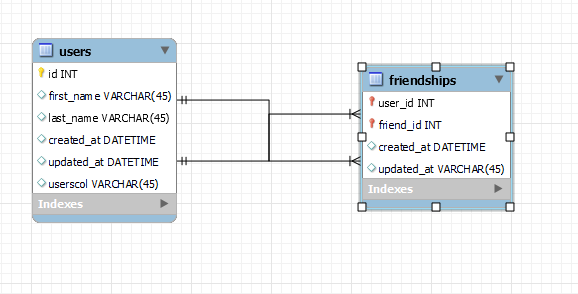 users
id INT
first_name VARCHAR(45)
last_name VARCHAR(45)
created_at DATETIME
updated_at DATETIME
userscol VARCHAR(45)
Indexes
friendships
user_id INT
friend_id INT
created_at DATETIME
updated_at VARCHAR(45)
Indexes